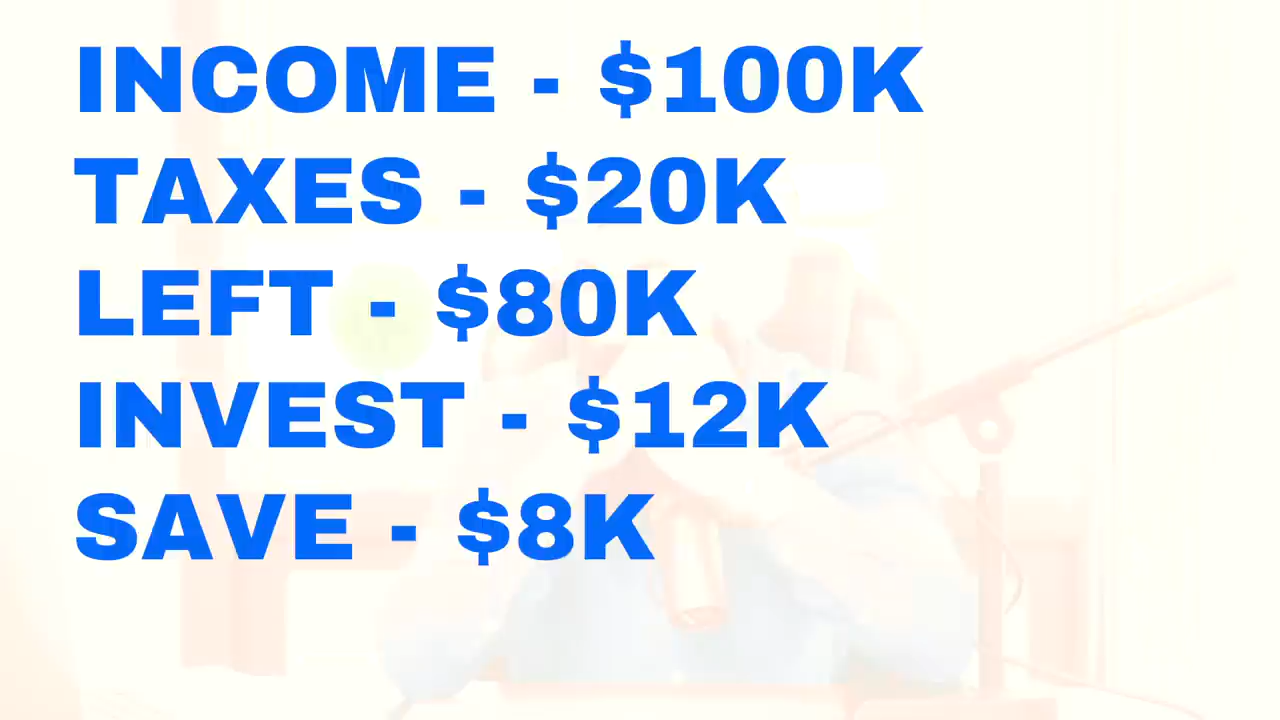 INCOME - $100K
TAXES - $20K
LEFT - $80K
INVEST - $12K
SAVE - $8K